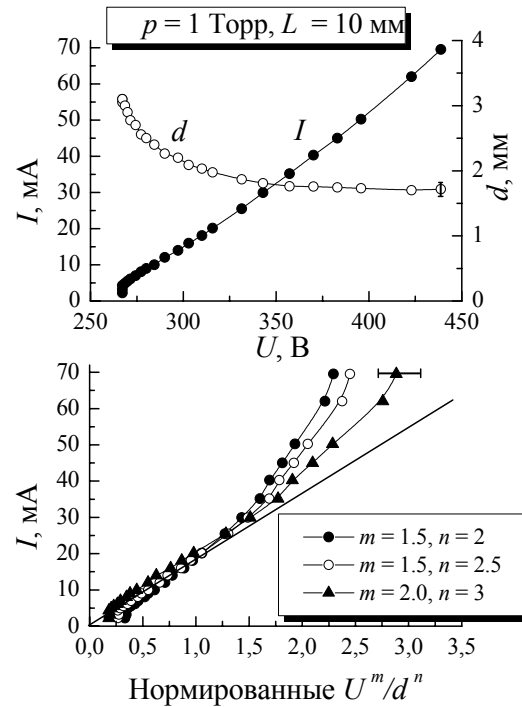 p = 1 Торр, L = 10 мм
70
60
50
40
30
20
10
0
I, мА
d
I
4
3
2
1
0
d, мм
250 300 350 400 450
U, В
70
60
50
40
30
20
10
0
I, мА
m = 1.5, n = 2
m = 1.5, n = 2.5
m = 2.0, n = 3
0,0 0,5 1,0 1,5 2,0 2,5 3,0 3,5
Нормированные U^m/d^n